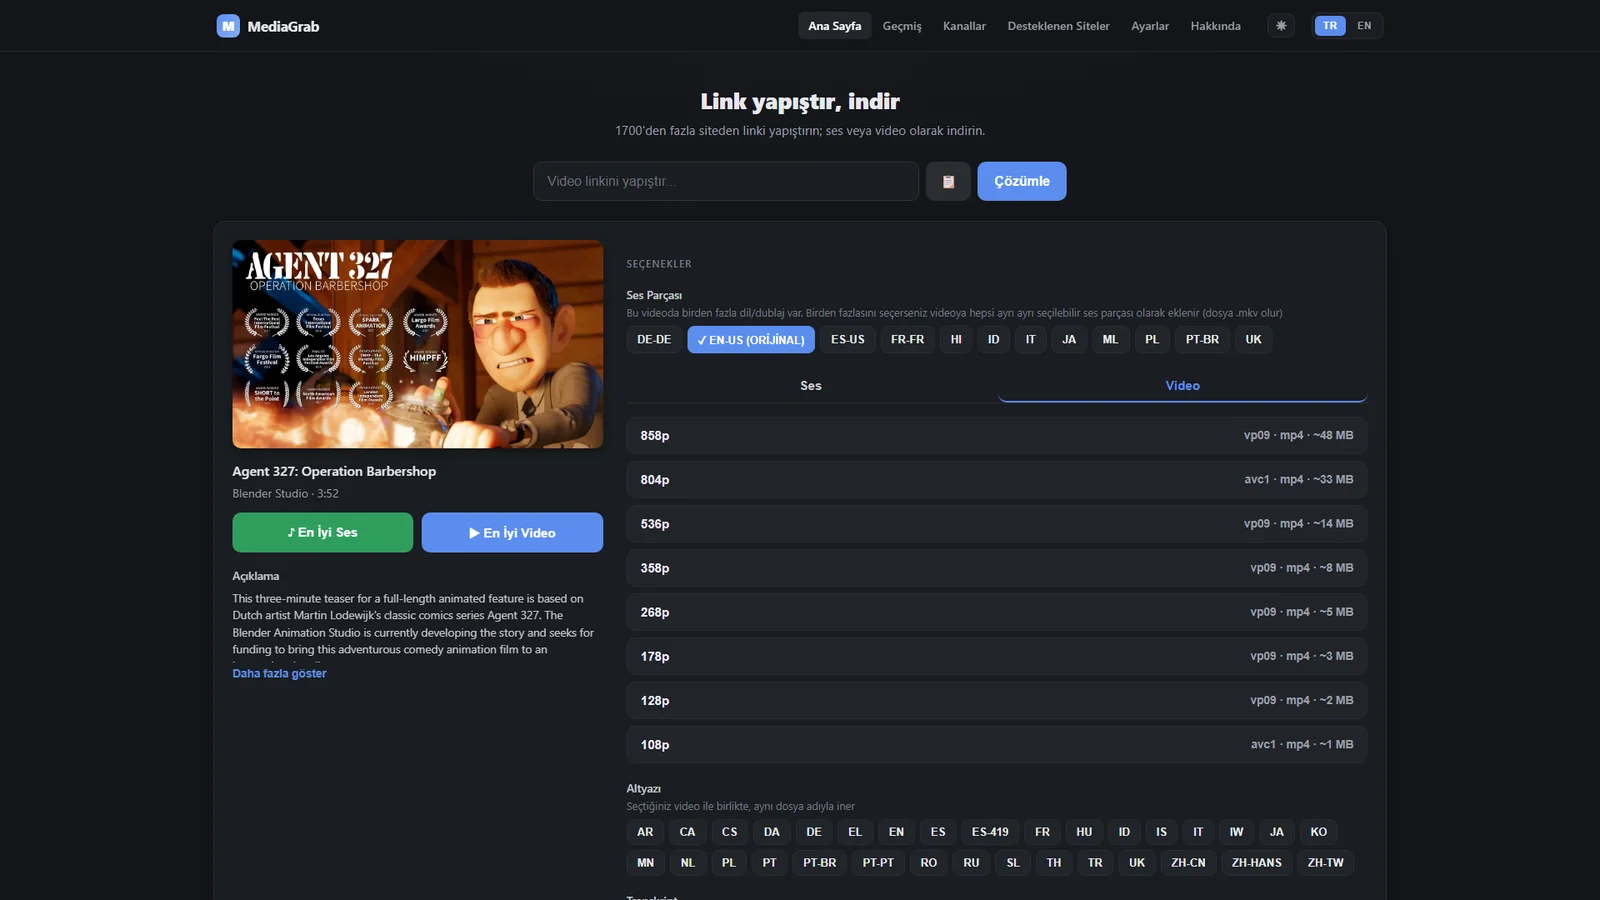 M MediaGrab
Ana Sayfa Geçmiş Kanallar Desteklenen Siteler Ayarlar Hakkında TR EN
Link yapıştır, indir
1700'den fazla siteden linki yapıştırın; ses veya video olarak indirin.
Video linkini yapıştır... Çözümle
AGENT 327
OPERATION BARBERSHOP
SPARK
ANIMATION
Largo Film
Awards
Fargo Film
Festival
HIMPFF
SHORT to
the Point
Agent 327: Operation Barbershop
Blender Studio · 3:52
♪ En İyi Ses ▶ En İyi Video
Açıklama
This three-minute teaser for a full-length animated feature is based on
Dutch artist Martin Lodewijk's classic comics series Agent 327. The
Blender Animation Studio is currently developing the story and seeks for
funding to bring this adventurous comedy animation film to an
Daha fazla göster
SEÇENEKLER
Ses Parçası
Bu videoda birden fazla dil/dublaj var. Birden fazlasını seçerseniz videoya hepsi ayrı ayrı seçilebilir ses parçası olarak eklenir (dosya .mkv olur)
DE-DE ✓ EN-US (ORİJİNAL) ES-US FR-FR HI ID IT JA ML PL PT-BR UK
Ses Video
858p vp09 · mp4 · ~48 MB
804p avc1 · mp4 · ~33 MB
536p vp09 · mp4 · ~14 MB
358p vp09 · mp4 · ~8 MB
268p vp09 · mp4 · ~5 MB
178p vp09 · mp4 · ~3 MB
128p vp09 · mp4 · ~2 MB
108p avc1 · mp4 · ~1 MB
Altyazı
Seçtiğiniz video ile birlikte, aynı dosya adıyla iner
AR CA CS DA DE EL EN ES ES-419 FR HU ID IS IT IW JA KO
MN NL PL PT PT-BR PT-PT RO RU SL TH TR UK ZH-CN ZH-HANS ZH-TW